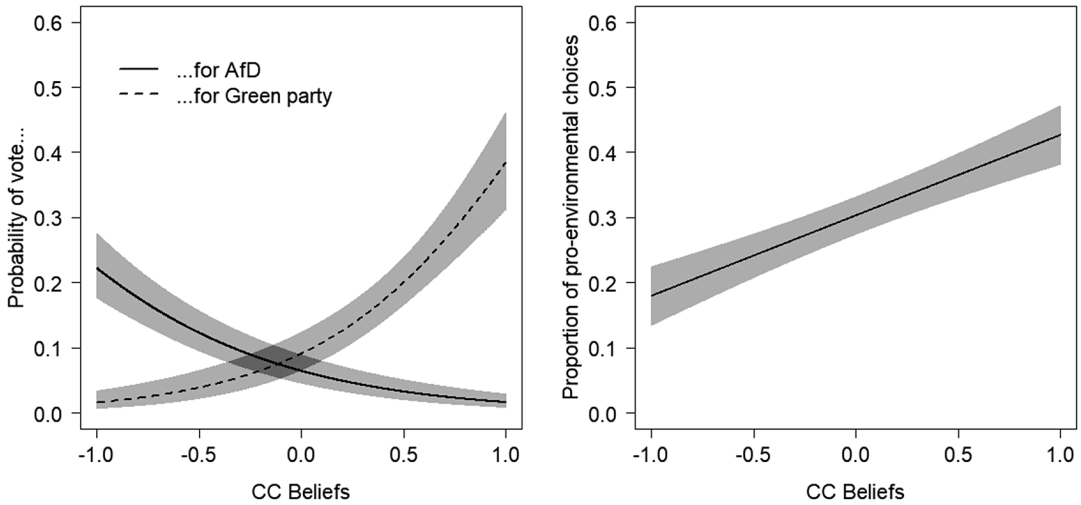 Probability of vote...
0.6
0.5
0.4
0.3
0.2
0.1
0.0
...for AfD
...for Green party
-1.0 -0.5 0.0 0.5 1.0
CC Beliefs
Proportion of pro-environmental choices
0.6
0.5
0.4
0.3
0.2
0.1
0.0
-1.0 -0.5 0.0 0.5 1.0
CC Beliefs